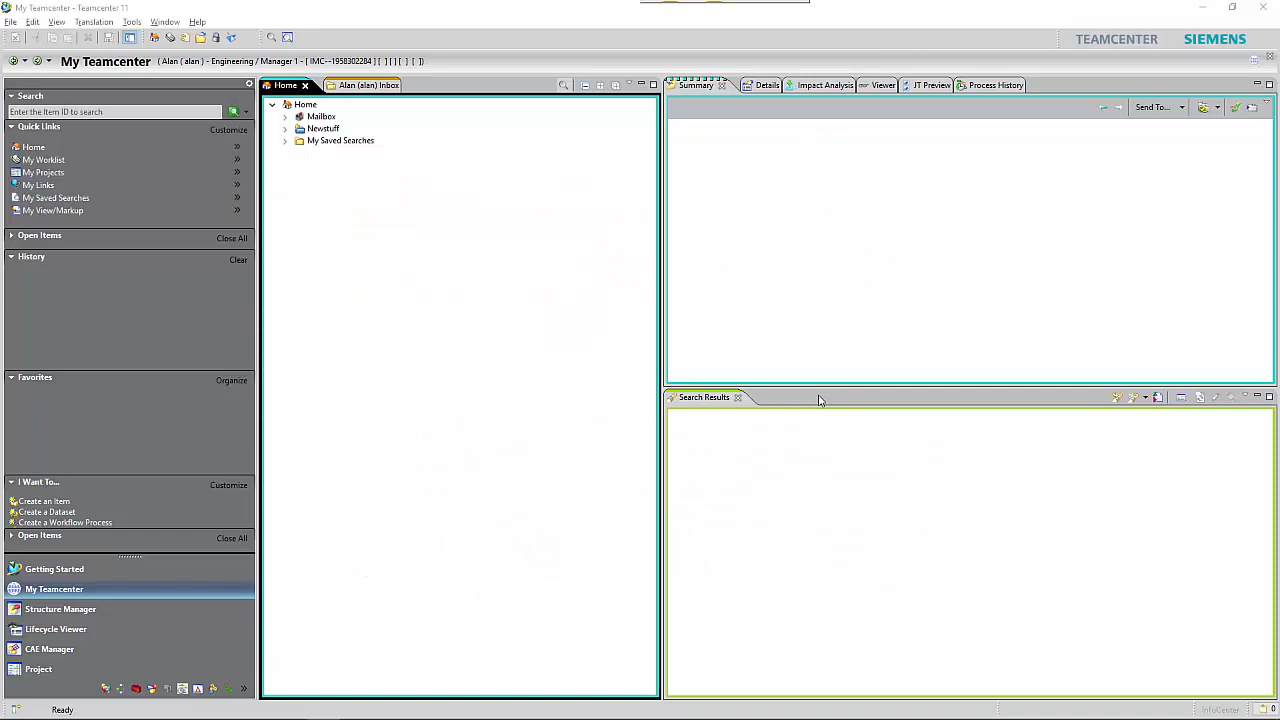 My Teamcenter - Teamcenter 11
File Edit View Translation Tools Window Help
TEAMCENTER SIEMENS
My Teamcenter ( Alan ( alan ) - Engineering / Manager 1 - [ IMC--1958302284 ] [ ] [ ] [ ])
Search
Enter the Item ID to search
Quick Links Customize
Home
My Worklist
My Projects
My Links
My Saved Searches
My View/Markup
Open Items Close All
History Clear
Favorites Organize
I Want To... Customize
Create an Item
Create a Dataset
Create a Workflow Process
Open Items Close All
Getting Started
My Teamcenter
Structure Manager
Lifecycle Viewer
CAE Manager
Project
Home Alan (alan) Inbox
Home
Mailbox
Newstuff
My Saved Searches
Summary Details Impact Analysis Viewer JT Preview Process History
Send To...
Search Results
Ready InfoCenter 0